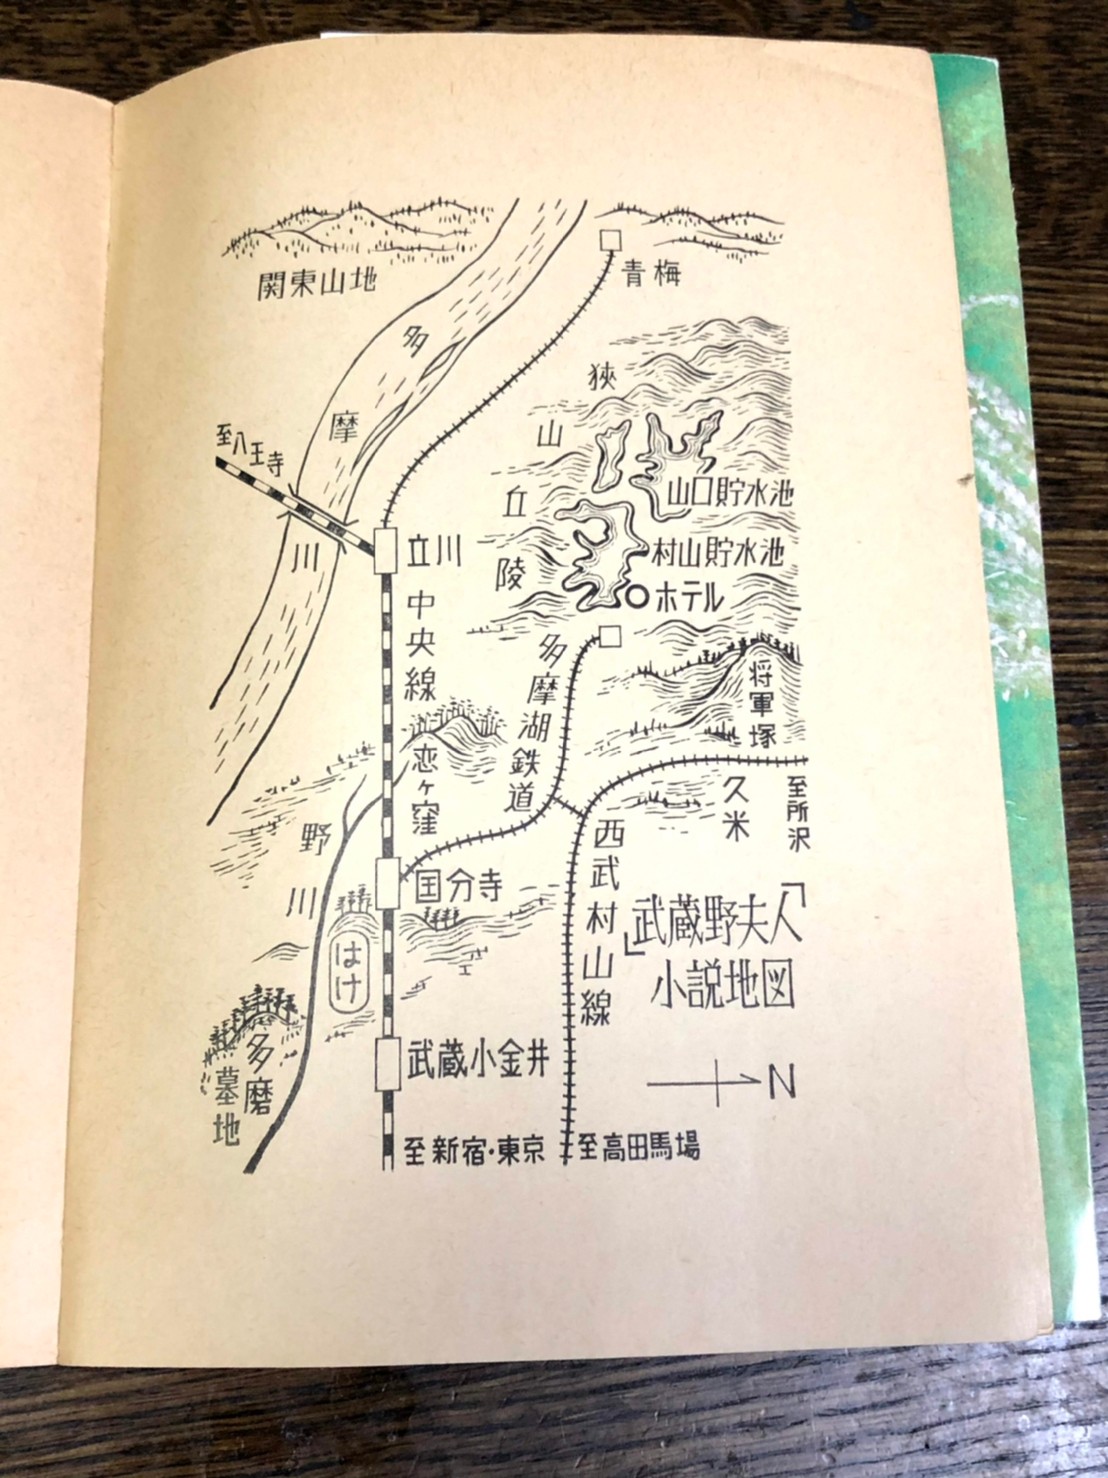 関東山地
青梅
多摩川
狭山丘陵
至八王寺
山口貯水池
村山貯水池
ホテル
立川
中央線
多摩湖鉄道
将軍塚
恋ヶ窪
久米
至所沢
野川
西武村山線
国分寺
はけ
「武蔵野夫人」
小説地図
多磨
墓地
武蔵小金井
N
至新宿・東京
至高田馬場